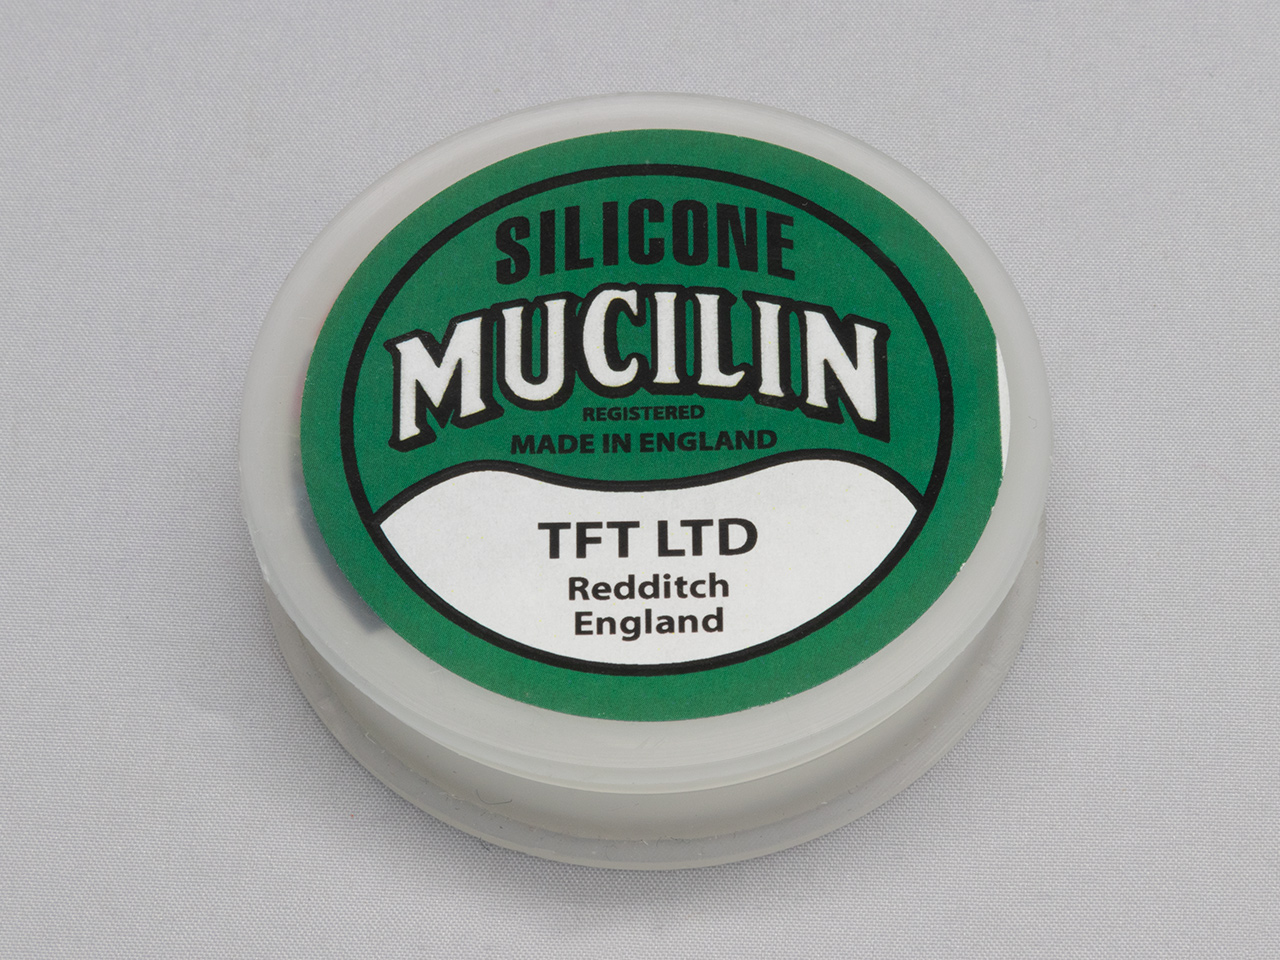 SILICONE
MUCILIN
REGISTERED
MADE IN ENGLAND
TFT LTD
Redditch
England